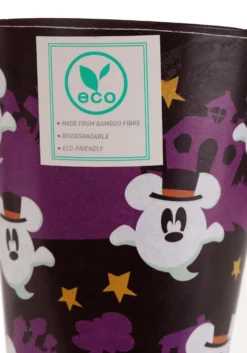 eco
• MADE FROM BAMBOO FIBRE
• BIODEGRADABLE
• ECO-FRIENDLY